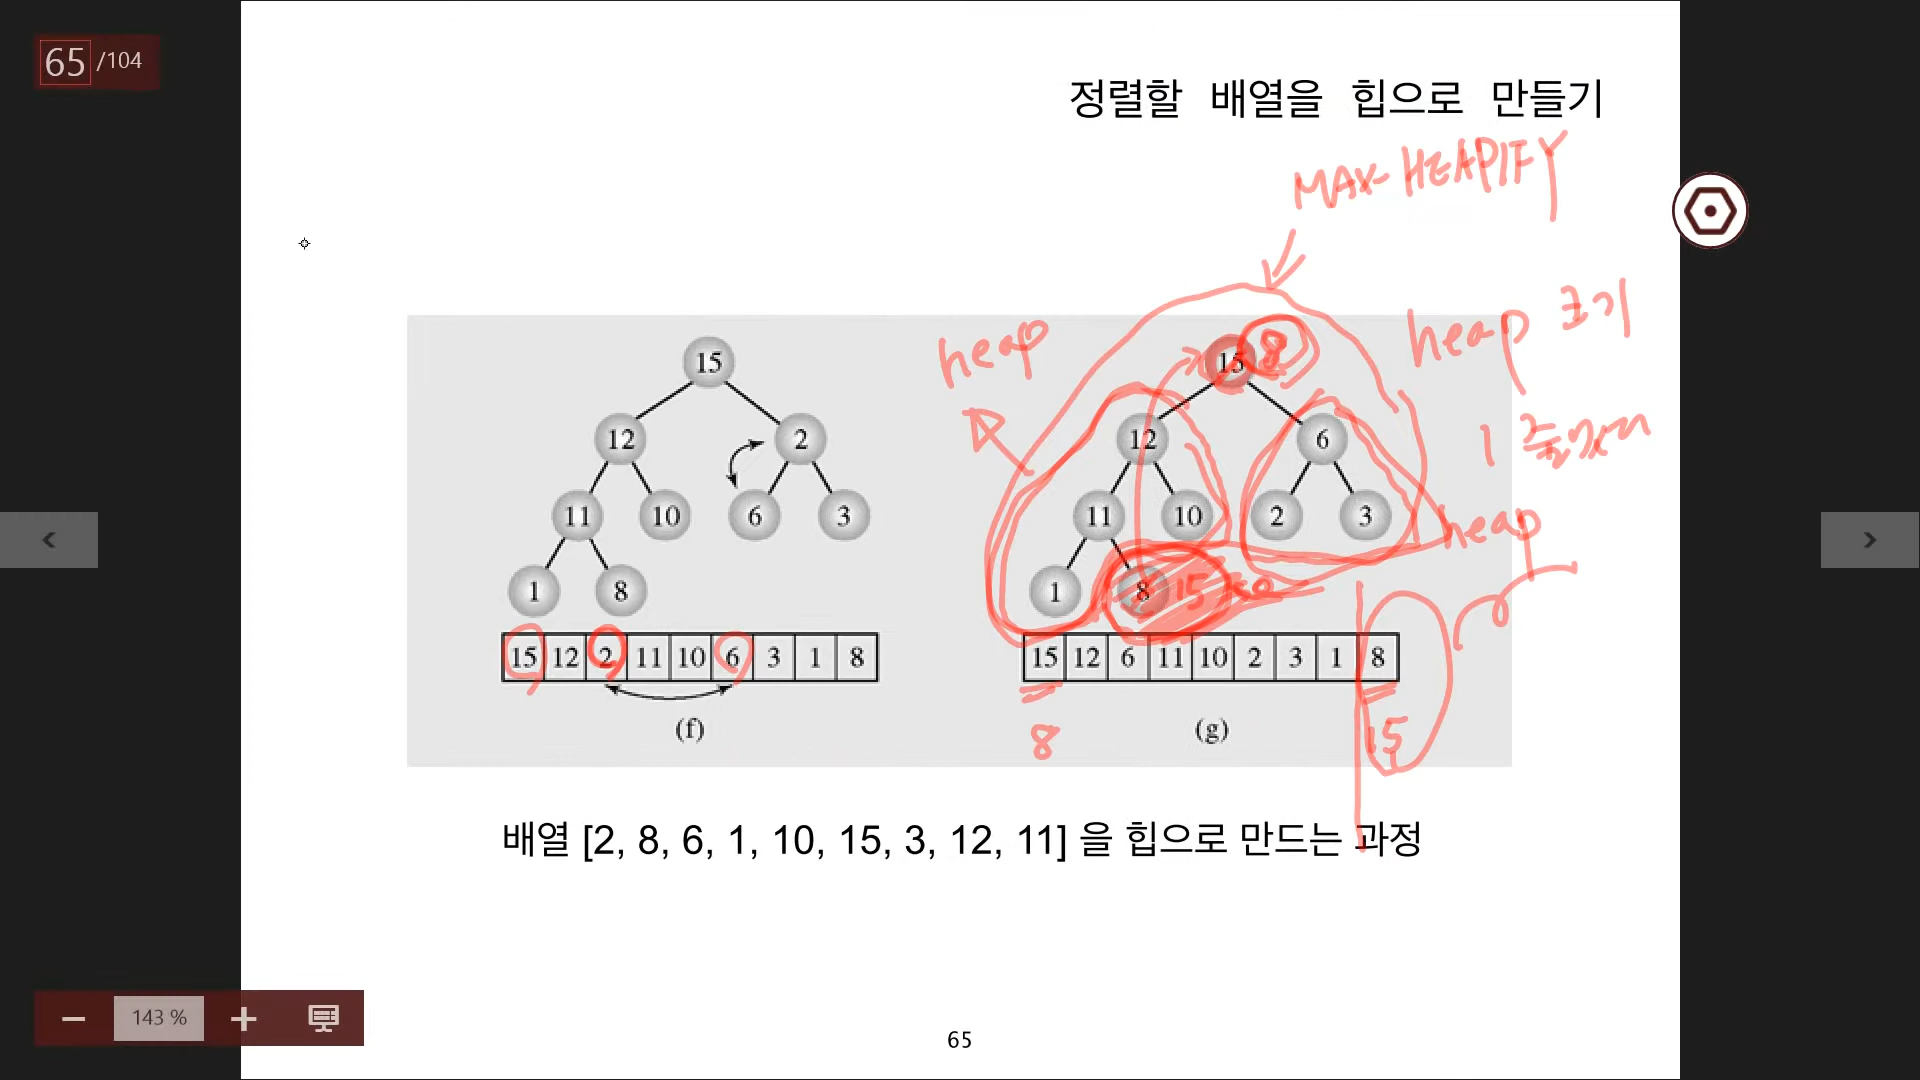 65 /104
정렬할 배열을 힙으로 만들기
MAX-HEAPIFY
heap
heap 크기
1 줄
heap
15
12 2
11 10 6 3
1 8
15 12 2 11 10 6 3 1 8
(f)
15 8
12 6
11 10 2 3
1 8 15
15 12 6 11 10 2 3 1 8
8 15
(g)
배열 [2, 8, 6, 1, 10, 15, 3, 12, 11] 을 힙으로 만드는 과정
143 %
65